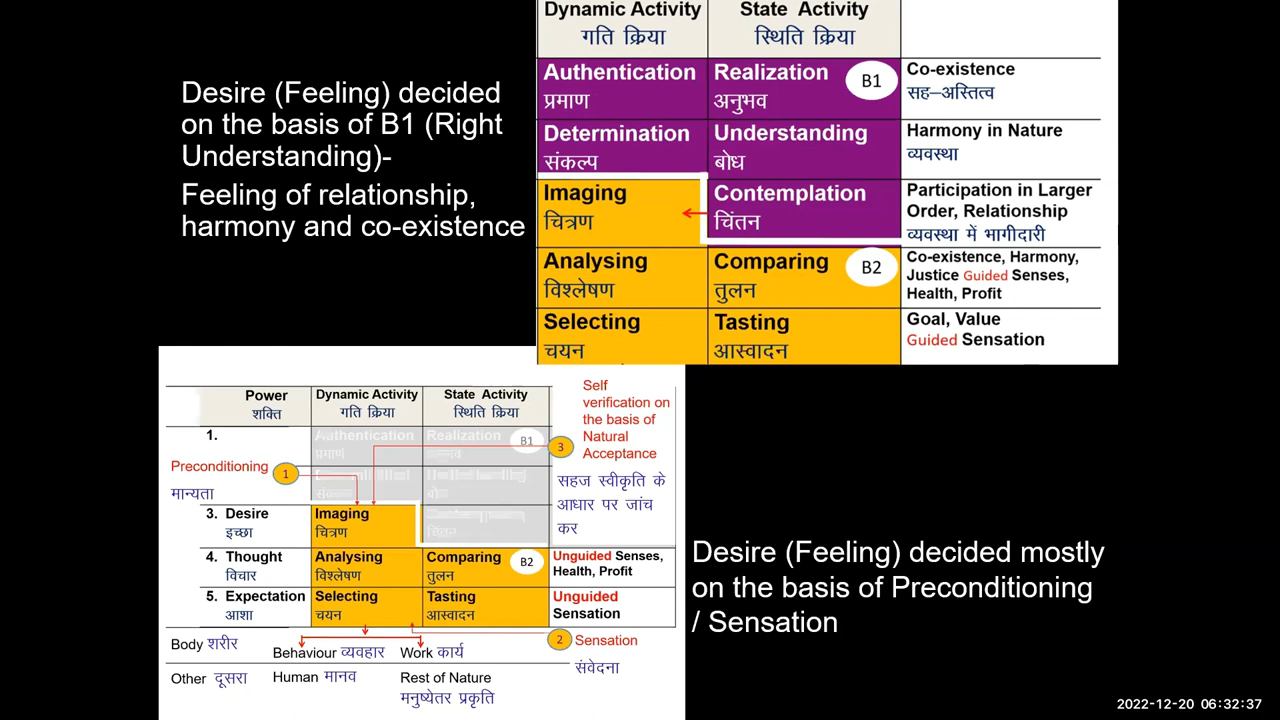 Desire (Feeling) decided
on the basis of B1 (Right
Understanding)-
Feeling of relationship,
harmony and co-existence
Dynamic Activity State Activity
गति क्रिया स्थिति क्रिया
Authentication Realization B1 Co-existence
प्रमाण अनुभव सह–अस्तित्व
Determination Understanding Harmony in Nature
संकल्प बोध व्यवस्था
Imaging Contemplation Participation in Larger
Order, Relationship
चित्रण चिंतन व्यवस्था में भागीदारी
Analysing Comparing B2 Co-existence, Harmony,
Justice Guided Senses,
विश्लेषण तुलन Health, Profit
Selecting Tasting Goal, Value
Guided Sensation
चयन आस्वादन
Power Dynamic Activity State Activity
शक्ति गति क्रिया स्थिति क्रिया
1. Authentication Realization B1
प्रमाण
Preconditioning 1
मान्यता
3 Self
verification on
the basis of
Natural
Acceptance
सहज स्वीकृति के
आधार पर जांच
कर
3. Desire Imaging
इच्छा चित्रण
4. Thought Analysing Comparing B2 Unguided Senses,
Health, Profit
विचार विश्लेषण तुलन
5. Expectation Selecting Tasting Unguided
Sensation
आशा चयन आस्वादन
Body शरीर Behaviour व्यवहार Work कार्य 2 Sensation
संवेदना
Other दूसरा Human मानव Rest of Nature
मनुष्येतर प्रकृति
Desire (Feeling) decided mostly
on the basis of Preconditioning
/ Sensation
2022-12-20 06:32:37